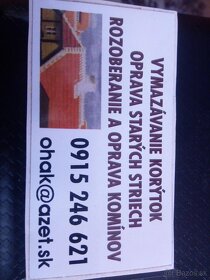 VYMAZÁVANIE KORÝTOK
OPRAVA STARÝCH STRIECH
ROZOBERANIE A OPRAVA KOMÍNOV
0915 246 621
ohak@azet.sk